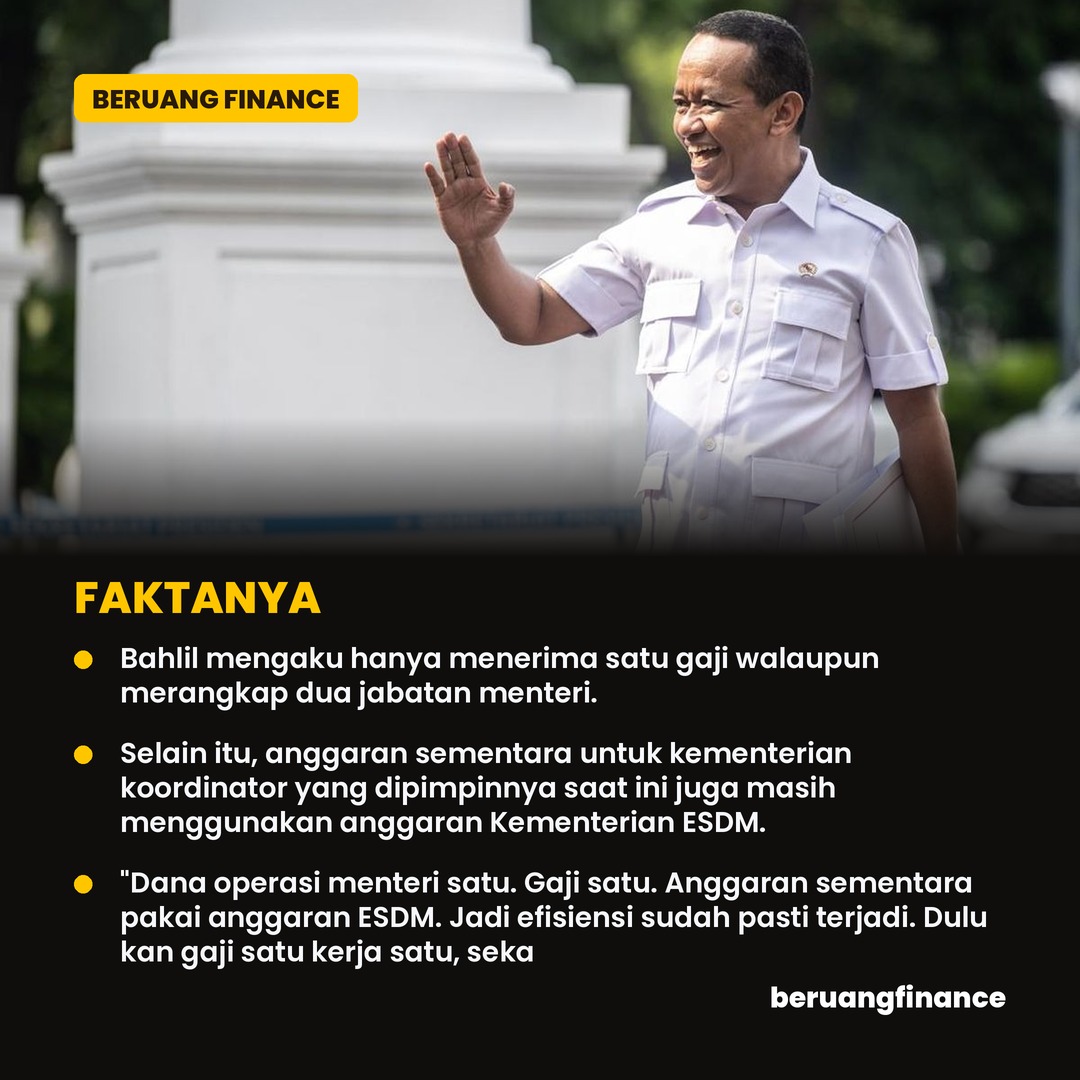 BERUANG FINANCE
FAKTANYA
Bahlil mengaku hanya menerima satu gaji walaupun
merangkap dua jabatan menteri.
Selain itu, anggaran sementara untuk kementerian
koordinator yang dipimpinnya saat ini juga masih
menggunakan anggaran Kementerian ESDM.
"Dana operasi menteri satu. Gaji satu. Anggaran sementara
pakai anggaran ESDM. Jadi efisiensi sudah pasti terjadi. Dulu
kan gaji satu kerja satu, seka
beruangfinance